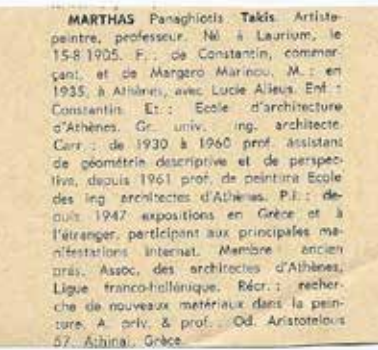 MARTHAS Panaghiotis Takis. Artiste-
peintre, professeur. Né à Laurium, le
15-8 1905. F. : de Constantin, commer-
çant, et de Margaro Marinou. M. : en
1935, à Athènes, avec Lucie Alieus. Enf. :
Constantin. Et. : Ecole d'architecture
d'Athènes. Gr. univ. : ing. architecte.
Carr. : de 1930 à 1960 prof. assistant
de géométrie descriptive et de perspec-
tive, depuis 1961 prof. de peinture Ecole
des ing. architectes d'Athènes. P.I. : de-
puis 1947 expositions en Grèce et à
l'étranger, participant aux principales ma-
nifestations internat. Membre : ancien
prés. Assoc. des architectes d'Athènes,
Ligue franco-hellénique. Récr. : recher-
che de nouveaux matériaux dans la pein-
ture. A. priv. & prof. : Od. Aristotelous
57, Athinai, Grèce.